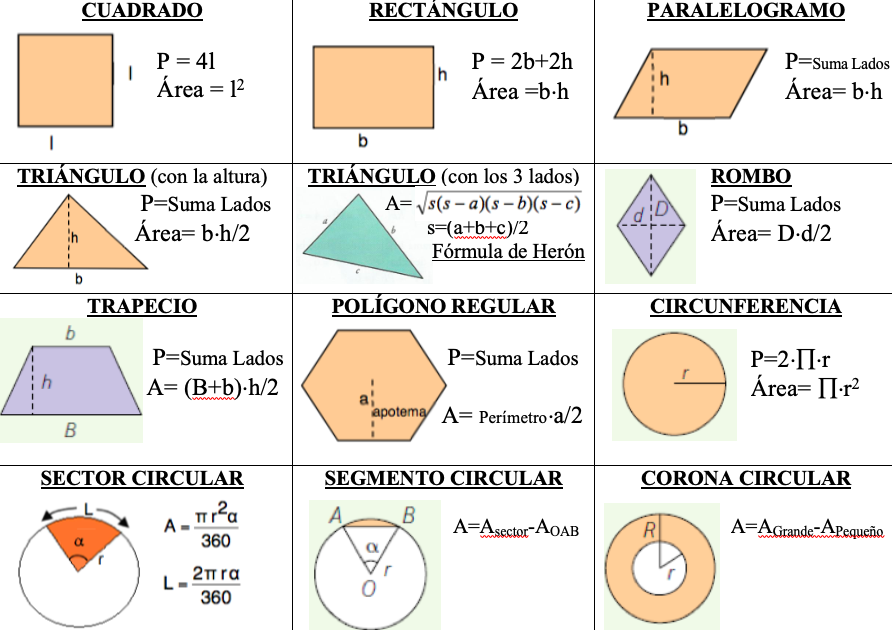 CUADRADO
l
P = 4l
Área = l²
l
RECTÁNGULO
h
P = 2b+2h
Área =b·h
b
PARALELOGRAMO
h
P=Suma Lados
Área= b·h
b
TRIÁNGULO (con la altura)
P=Suma Lados
h
Área= b·h/2
b
TRIÁNGULO (con los 3 lados)
A= √s(s – a)(s – b)(s – c)
a
b
s=(a+b+c)/2
Fórmula de Herón
c
ROMBO
P=Suma Lados
d D
Área= D·d/2
TRAPECIO
b
P=Suma Lados
h
A= (B+b)·h/2
B
POLÍGONO REGULAR
P=Suma Lados
a
apotema
A= Perímetro·a/2
CIRCUNFERENCIA
r
P=2·∏·r
Área= ∏·r²
SECTOR CIRCULAR
L
α
r
A = πr²α
360
L = 2πrα
360
SEGMENTO CIRCULAR
A B
A=Asector-AOAB
α
r
O
CORONA CIRCULAR
R
A=AGrande-APequeño
r